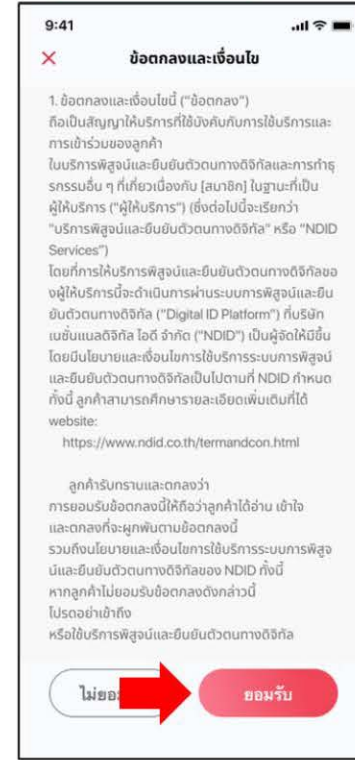 9:41
ข้อตกลงและเงื่อนไข
1. ข้อตกลงและเงื่อนไขนี้ (“ข้อตกลง”)
ถือเป็นสัญญาให้บริการที่ใช้บังคับกับการใช้บริการและ
การเข้าร่วมของลูกค้า
ในบริการพิสูจน์และยืนยันตัวตนทางดิจิทัลและการทำธุ
รกรรมอื่น ๆ ที่เกี่ยวเนื่องกับ [สมาชิก] ในฐานะที่เป็น
ผู้ให้บริการ (“ผู้ให้บริการ”) (ซึ่งต่อไปนี้จะเรียกว่า
"บริการพิสูจน์และยืนยันตัวตนทางดิจิทัล" หรือ “NDID
Services”)
โดยที่การให้บริการพิสูจน์และยืนยันตัวตนทางดิจิทัลขอ
งผู้ให้บริการนี้จะดำเนินการผ่านระบบการพิสูจน์และยืน
ยันตัวตนทางดิจิทัล (“Digital ID Platform”) ที่บริษัท
เนชั่นแนลดิจิทัล ไอดี จำกัด (“NDID”) เป็นผู้จัดให้มีขึ้น
โดยมีนโยบายและเงื่อนไขการใช้บริการระบบการพิสูจน์
และยืนยันตัวตนทางดิจิทัลเป็นไปตามที่ NDID กำหนด
ทั้งนี้ ลูกค้าสามารถศึกษารายละเอียดเพิ่มเติมที่ได้
website:
https://www.ndid.co.th/termandcon.html
ลูกค้ารับทราบและตกลงว่า
การยอมรับข้อตกลงนี้ให้ถือว่าลูกค้าได้อ่าน เข้าใจ
และตกลงที่จะผูกพันตามข้อตกลงนี้
รวมถึงนโยบายและเงื่อนไขการใช้บริการระบบการพิสูจ
น์และยืนยันตัวตนทางดิจิทัลของ NDID ทั้งนี้
หากลูกค้าไม่ยอมรับข้อตกลงดังกล่าวนี้
โปรดอย่าเข้าถึง
หรือใช้บริการพิสูจน์และยืนยันตัวตนทางดิจิทัล
ยอมรับ